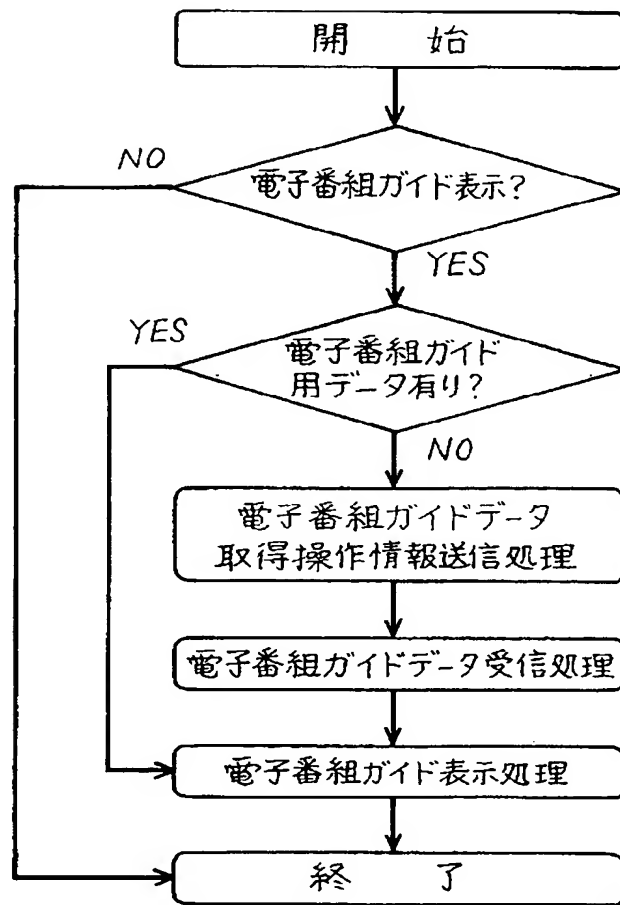 開 始
NO
電子番組ガイド表示?
YES
YES
電子番組ガイド
用データ有り?
NO
電子番組ガイドデータ
取得操作情報送信処理
電子番組ガイドデータ受信処理
電子番組ガイド表示処理
終 了